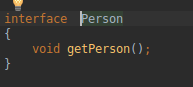 interface Person
{
    void getPerson();
}